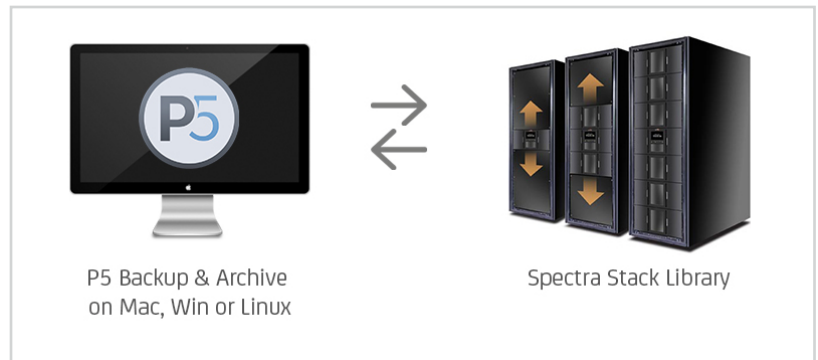 P5
P5 Backup & Archive
on Mac, Win or Linux
Spectra Stack Library